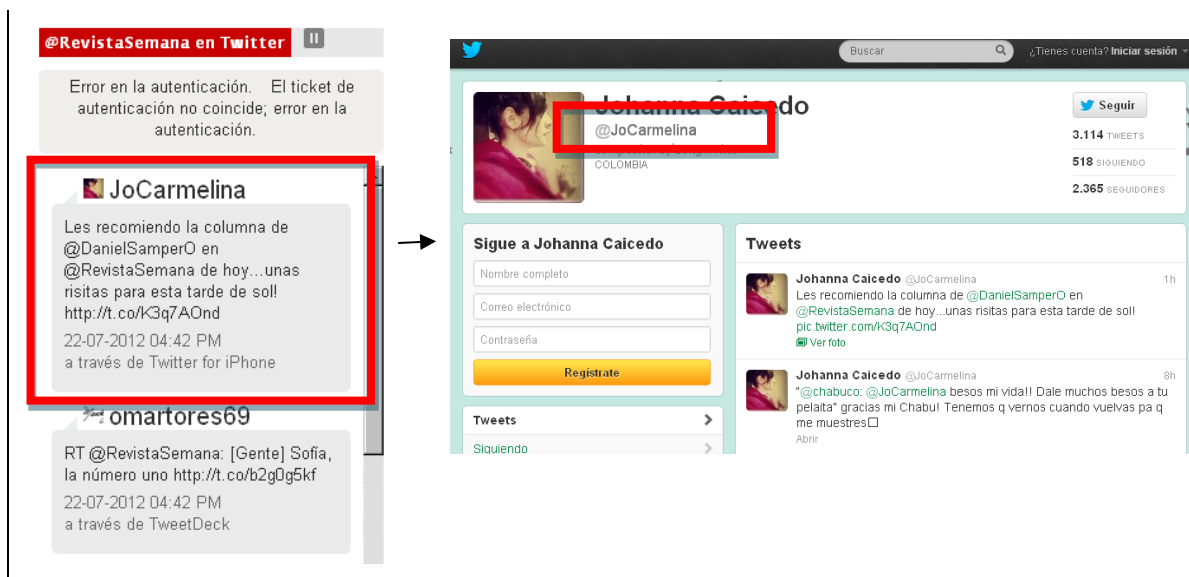 @RevistaSemana en Twitter
Error en la autenticación. El ticket de
autenticación no coincide; error en la
autenticación.
JoCarmelina
Les recomiendo la columna de
@DanielSamperO en
@RevistaSemana de hoy...unas
risitas para esta tarde de sol!
http://t.co/K3q7AOnd
22-07-2012 04:42 PM
a través de Twitter for iPhone
omartores69
RT @RevistaSemana: [Gente] Sofía,
la número uno http://t.co/b2g0g5kf
22-07-2012 04:42 PM
a través de TweetDeck
Buscar
¿Tienes cuenta? Iniciar sesión
Johanna Caicedo
@JoCarmelina
COLOMBIA
Seguir
3.114 TWEETS
518 SIGUIENDO
2.365 SEGUIDORES
Sigue a Johanna Caicedo
Nombre completo
Correo electrónico
Contraseña
Regístrate
Tweets
Siguiendo
Tweets
Johanna Caicedo @JoCarmelina 1h
Les recomiendo la columna de @DanielSamperO en
@RevistaSemana de hoy...unas risitas para esta tarde de sol!
pic.twitter.com/K3q7AOnd
Ver foto
Johanna Caicedo @JoCarmelina 8h
"@chabuco: @JoCarmelina besos mi vida!! Dale muchos besos a tu
pelaita" gracias mi Chabu! Tenemos q vernos cuando vuelvas pa q
me muestres□
Abrir